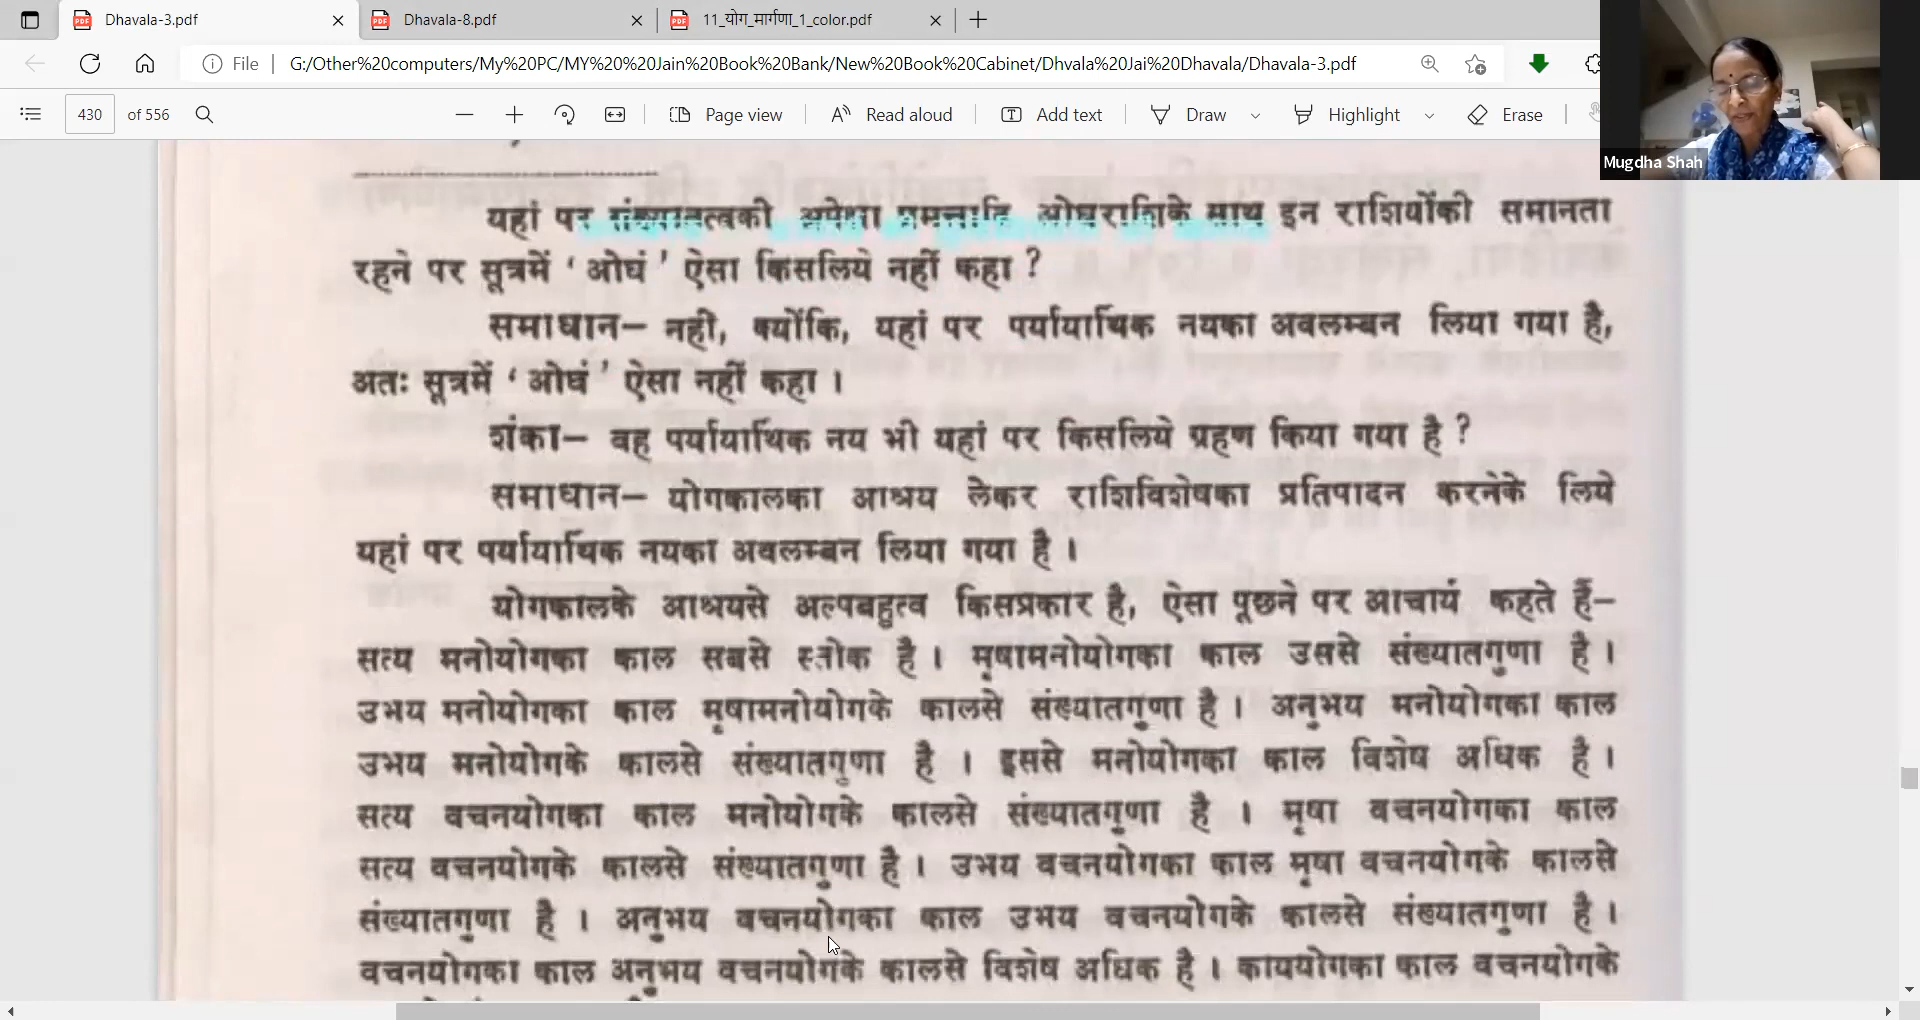 Dhavala-3.pdf
Dhavala-8.pdf
11_योग_मार्गणा_1_color.pdf
File
G:/Other%20computers/My%20PC/MY%20%20Jain%20Book%20Bank/New%20Book%20Cabinet/Dhvala%20Jai%20Dhavala/Dhavala-3.pdf
430 of 556
Page view
Read aloud
Add text
Draw
Highlight
Erase
Mugdha Shah
यहां पर संख्यातत्वकी अपेक्षा प्रमत्तादि ओघराशिके साथ इन राशियोंकी समानता
रहने पर सूत्रमें ‘ ओघं ’ ऐसा किसलिये नहीं कहा ?
समाधान— नहीं, क्योंकि, यहां पर पर्यायार्थिक नयका अवलम्बन लिया गया है,
अतः सूत्रमें ‘ ओघं ’ ऐसा नहीं कहा ।
शंका— वह पर्यायार्थिक नय भी यहां पर किसलिये ग्रहण किया गया है ?
समाधान— योगकालका आश्रय लेकर राशिविशेषका प्रतिपादन करनेके लिये
यहां पर पर्यायार्थिक नयका अवलम्बन लिया गया है ।
योगकालके आश्रयसे अल्पबहुत्व किसप्रकार है, ऐसा पूछने पर आचार्य कहते हैं—
सत्य मनोयोगका काल सबसे स्तोक है । मृषामनोयोगका काल उससे संख्यातगुणा है ।
उभय मनोयोगका काल मृषामनोयोगके कालसे संख्यातगुणा है । अनुभय मनोयोगका काल
उभय मनोयोगके कालसे संख्यातगुणा है । इससे मनोयोगका काल विशेष अधिक है ।
सत्य वचनयोगका काल मनोयोगके कालसे संख्यातगुणा है । मृषा वचनयोगका काल
सत्य वचनयोगके कालसे संख्यातगुणा है । उभय वचनयोगका काल मृषा वचनयोगके कालसे
संख्यातगुणा है । अनुभय वचनयोगका काल उभय वचनयोगके कालसे संख्यातगुणा है ।
वचनयोगका काल अनुभय वचनयोगके कालसे विशेष अधिक है । काययोगका काल वचनयोगके